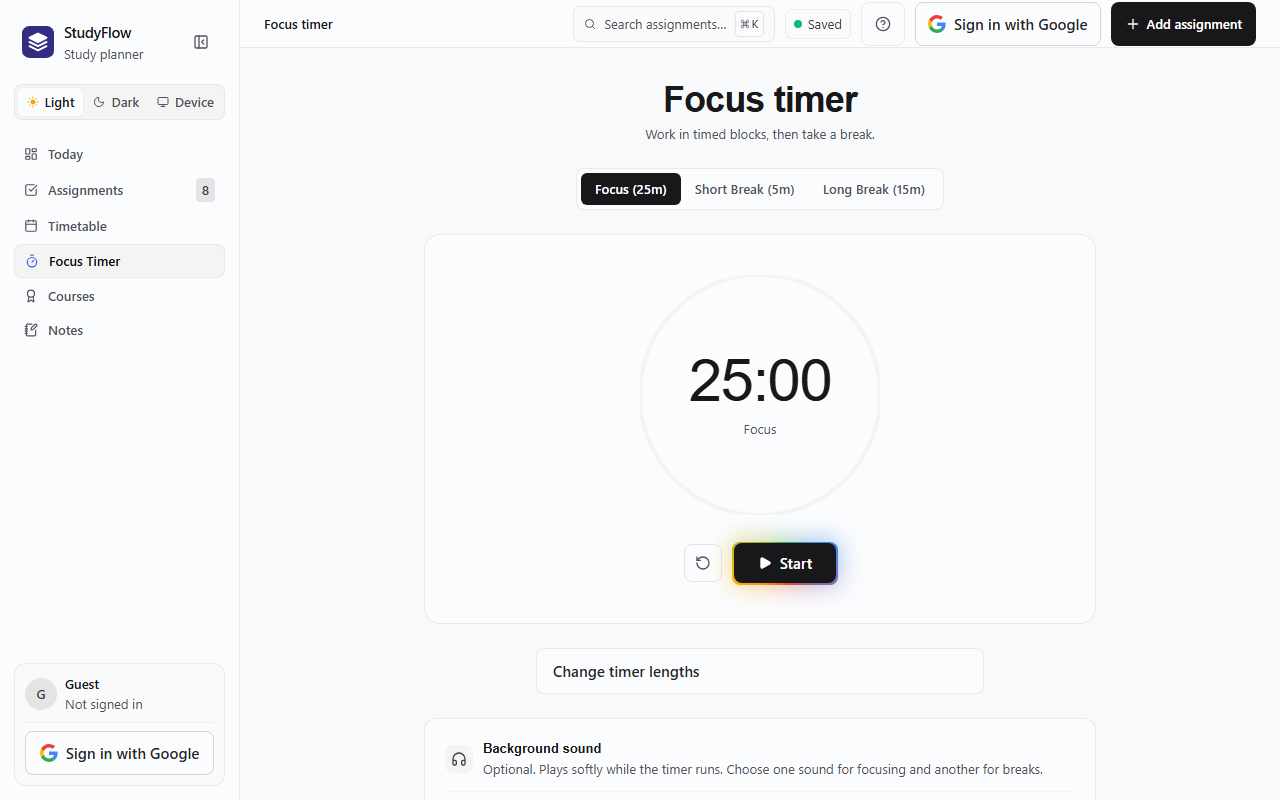 StudyFlow
Study planner
Light
Dark
Device
Today
Assignments
8
Timetable
Focus Timer
Courses
Notes
G
Guest
Not signed in
Sign in with Google
Focus timer
Search assignments...
⌘K
Saved
Sign in with Google
Add assignment
Focus timer
Work in timed blocks, then take a break.
Focus (25m)
Short Break (5m)
Long Break (15m)
25:00
Focus
Start
Change timer lengths
Background sound
Optional. Plays softly while the timer runs. Choose one sound for focusing and another for breaks.